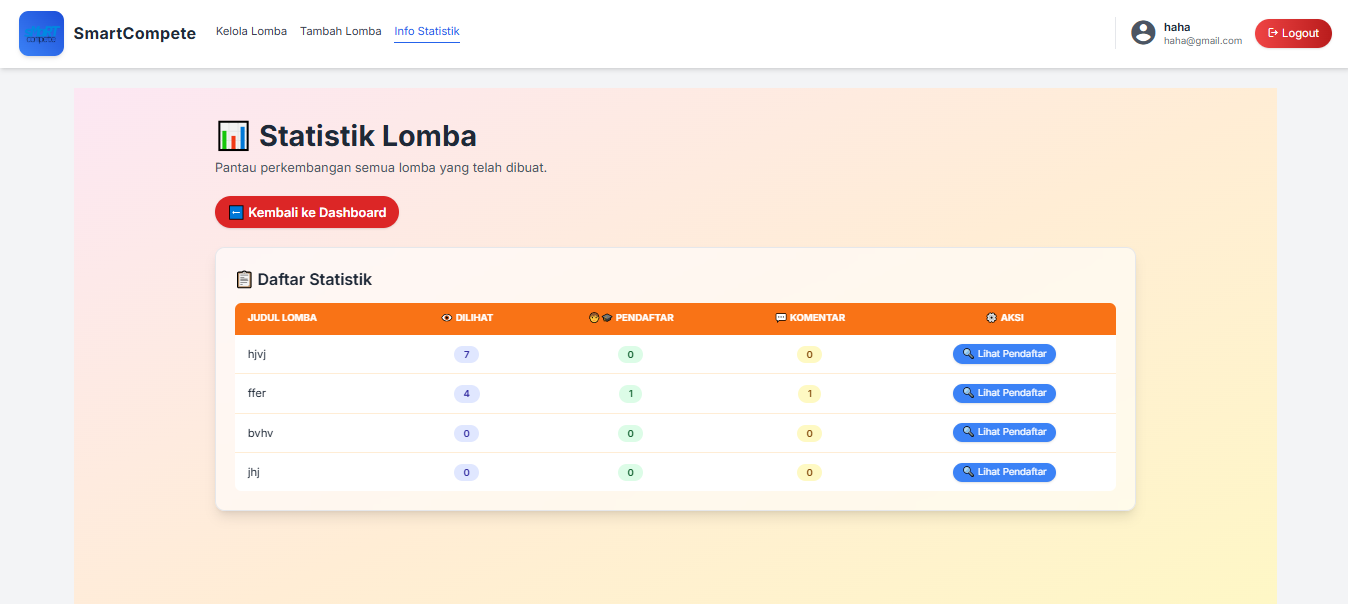 SmartCompete Kelola Lomba Tambah Lomba Info Statistik haha
haha@gmail.com
Logout
Statistik Lomba
Pantau perkembangan semua lomba yang telah dibuat.
Kembali ke Dashboard
Daftar Statistik
JUDUL LOMBA DILIHAT PENDAFTAR KOMENTAR AKSI
hjvj 7 0 0 Lihat Pendaftar
ffer 4 1 1 Lihat Pendaftar
bvhv 0 0 0 Lihat Pendaftar
jhj 0 0 0 Lihat Pendaftar